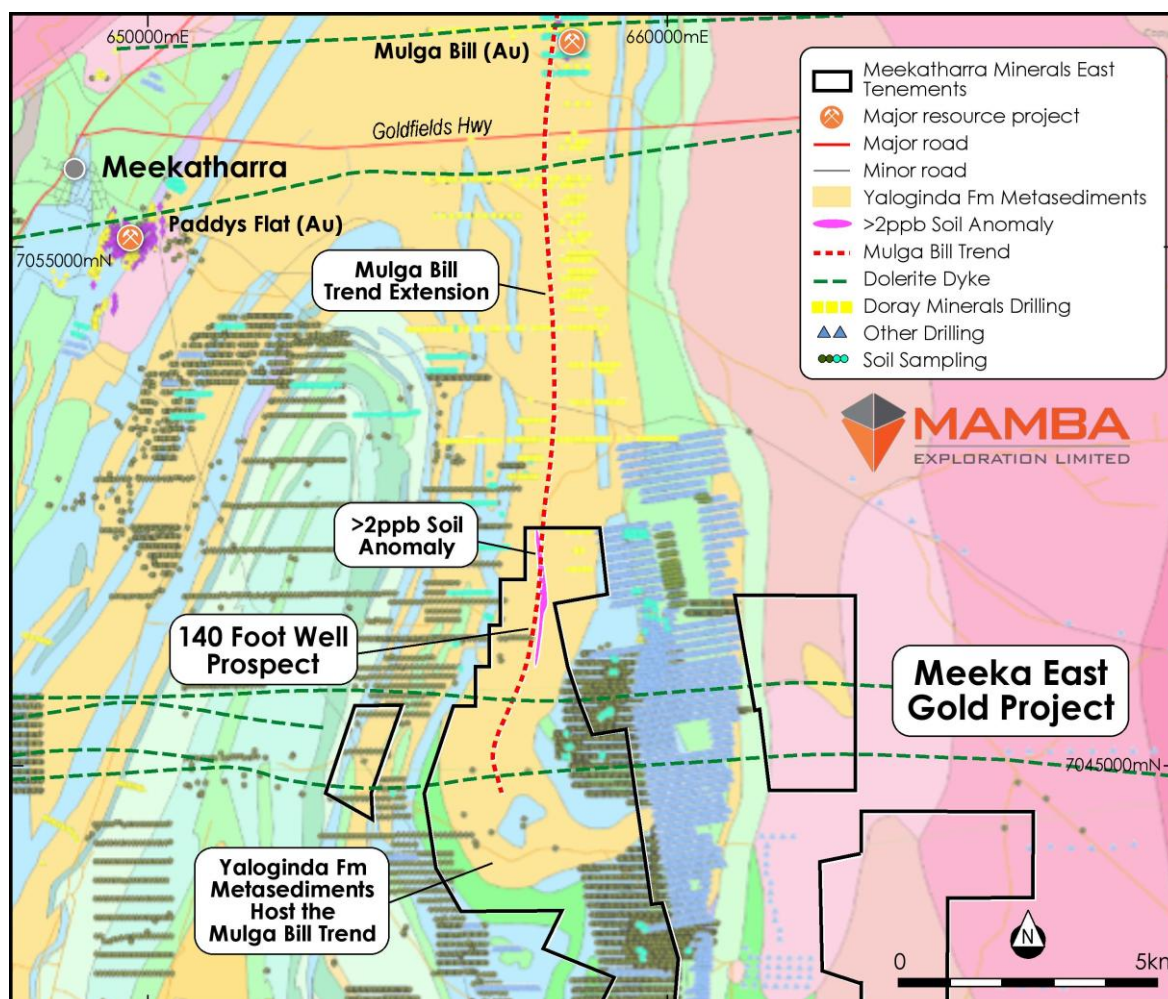 650000mE
660000mE
Mulga Bill (Au)
Goldfields Hwy
Meekatharra
Paddys Flat (Au)
7055000mN
Mulga Bill
Trend Extension
Meekatharra Minerals East
Tenements
Major resource project
Major road
Minor road
Yaloginda Fm Metasediments
>2ppb Soil Anomaly
Mulga Bill Trend
Dolerite Dyke
Doray Minerals Drilling
Other Drilling
Soil Sampling
MAMBA
EXPLORATION LIMITED
>2ppb Soil
Anomaly
140 Foot Well
Prospect
Meeka East
Gold Project
7045000mN
Yaloginda Fm
Metasediments
Host the
Mulga Bill Trend
N
0
5km